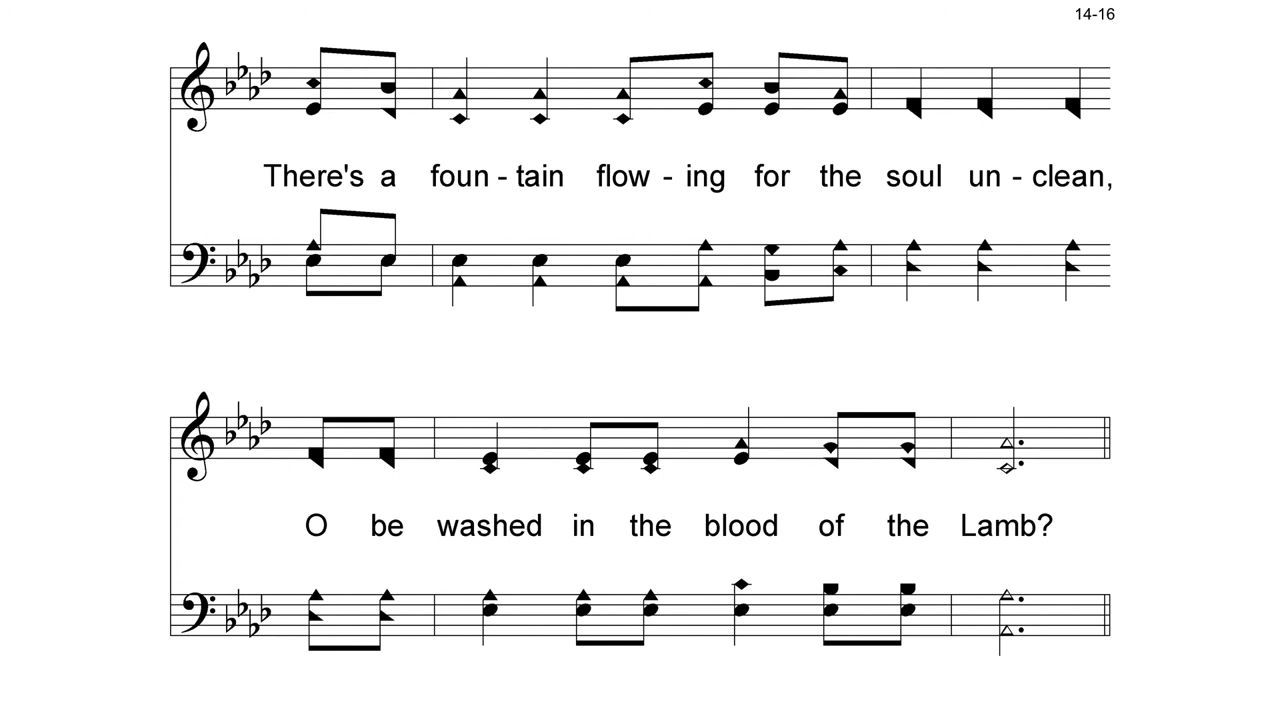 14-16
There's a foun - tain flow - ing for the soul un - clean,
O be washed in the blood of the Lamb?